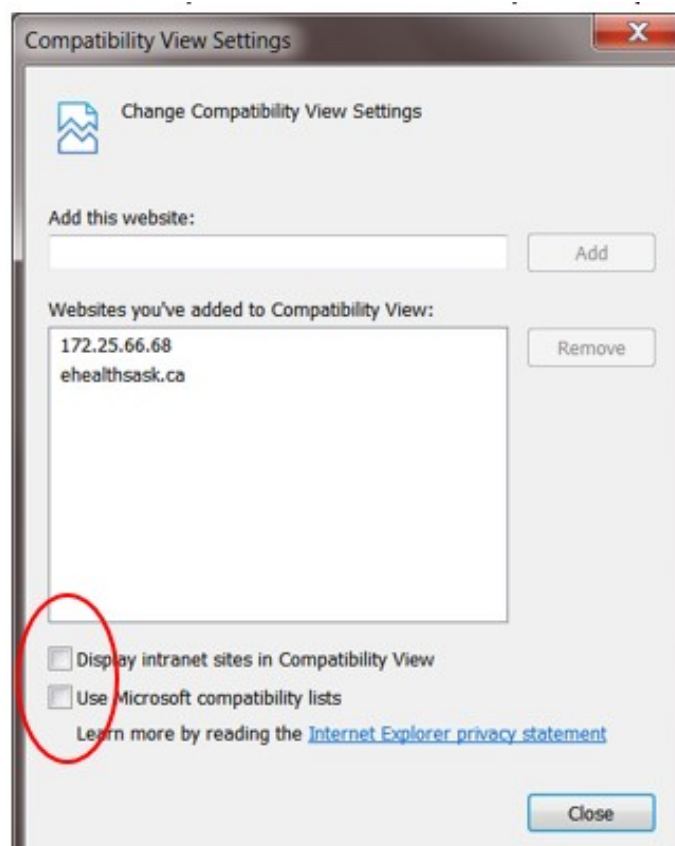 Compatibility View Settings
X
Change Compatibility View Settings
Add this website:
Add
Websites you've added to Compatibility View:
172.25.66.68
ehealthsask.ca
Remove
Display intranet sites in Compatibility View
Use Microsoft compatibility lists
Learn more by reading the Internet Explorer privacy statement
Close